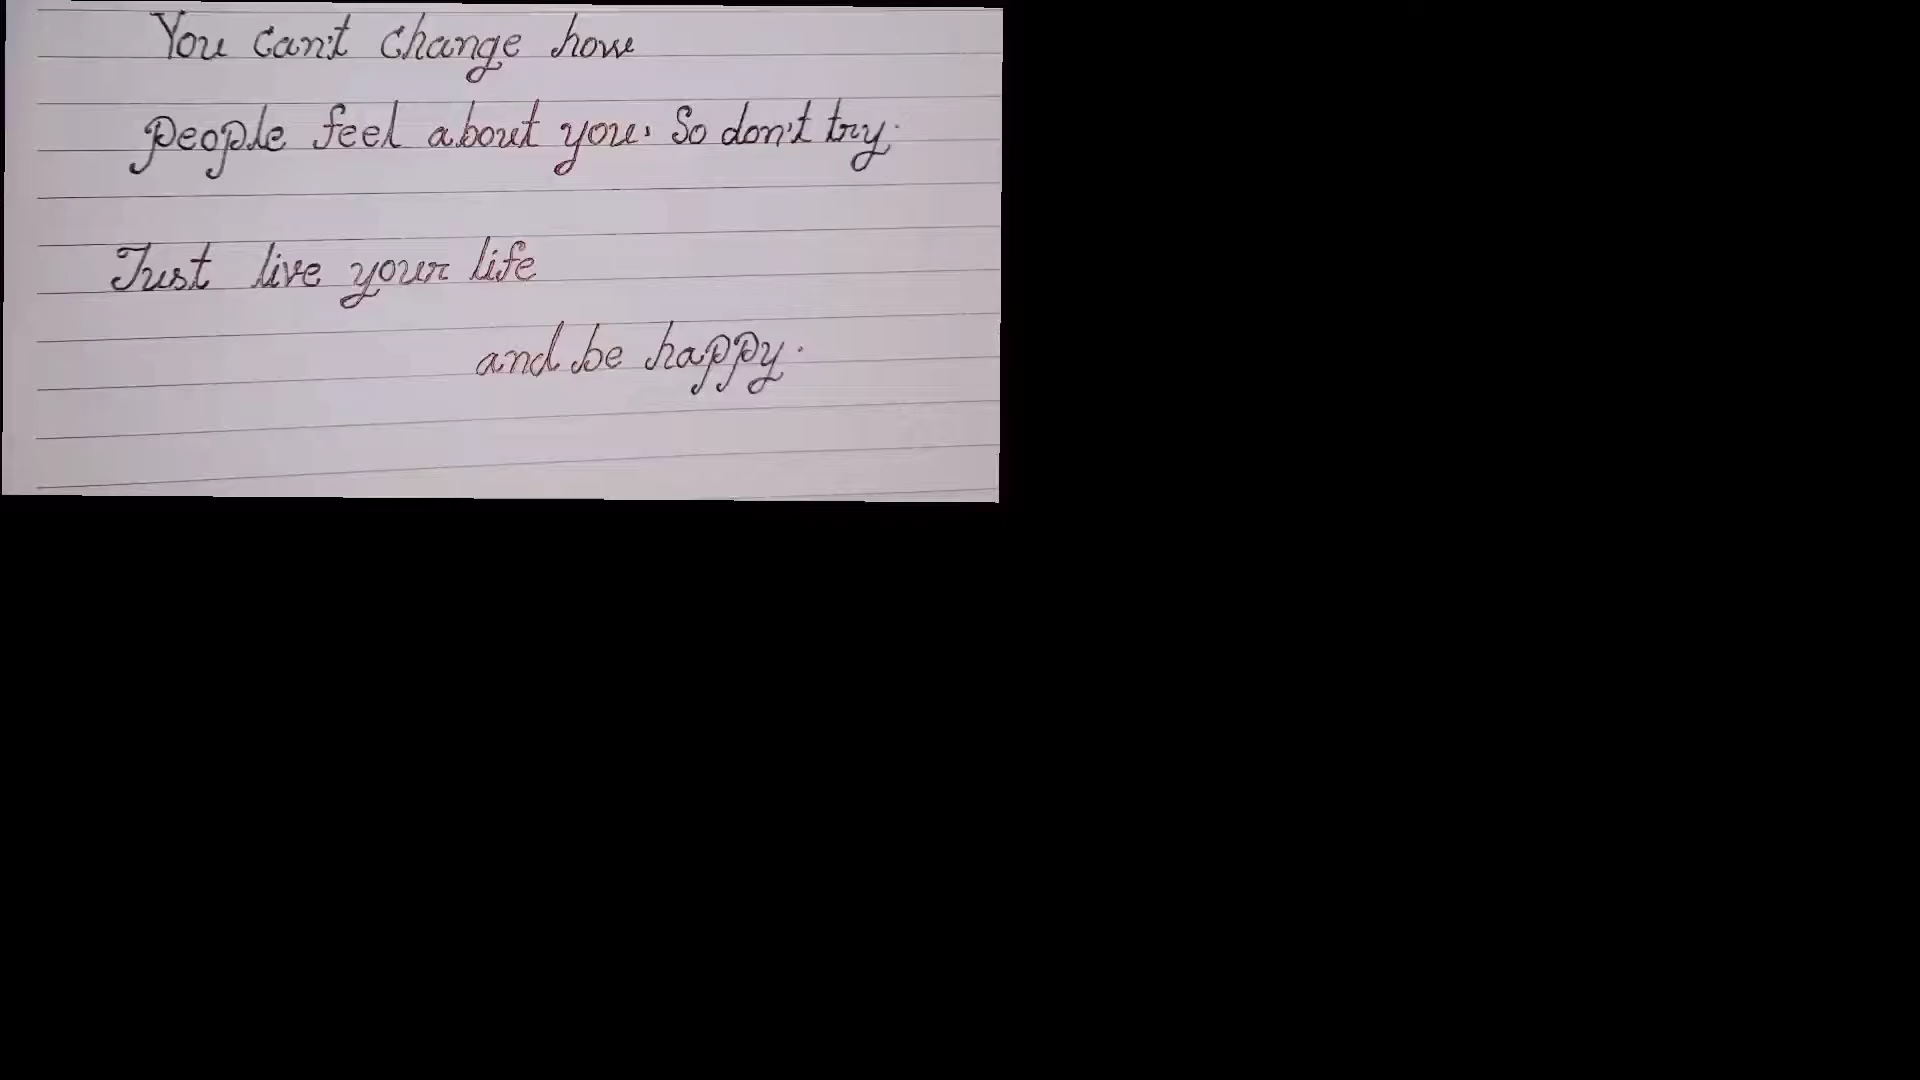 You can't change how
people feel about you. So don't try.
Just live your life
and be happy.